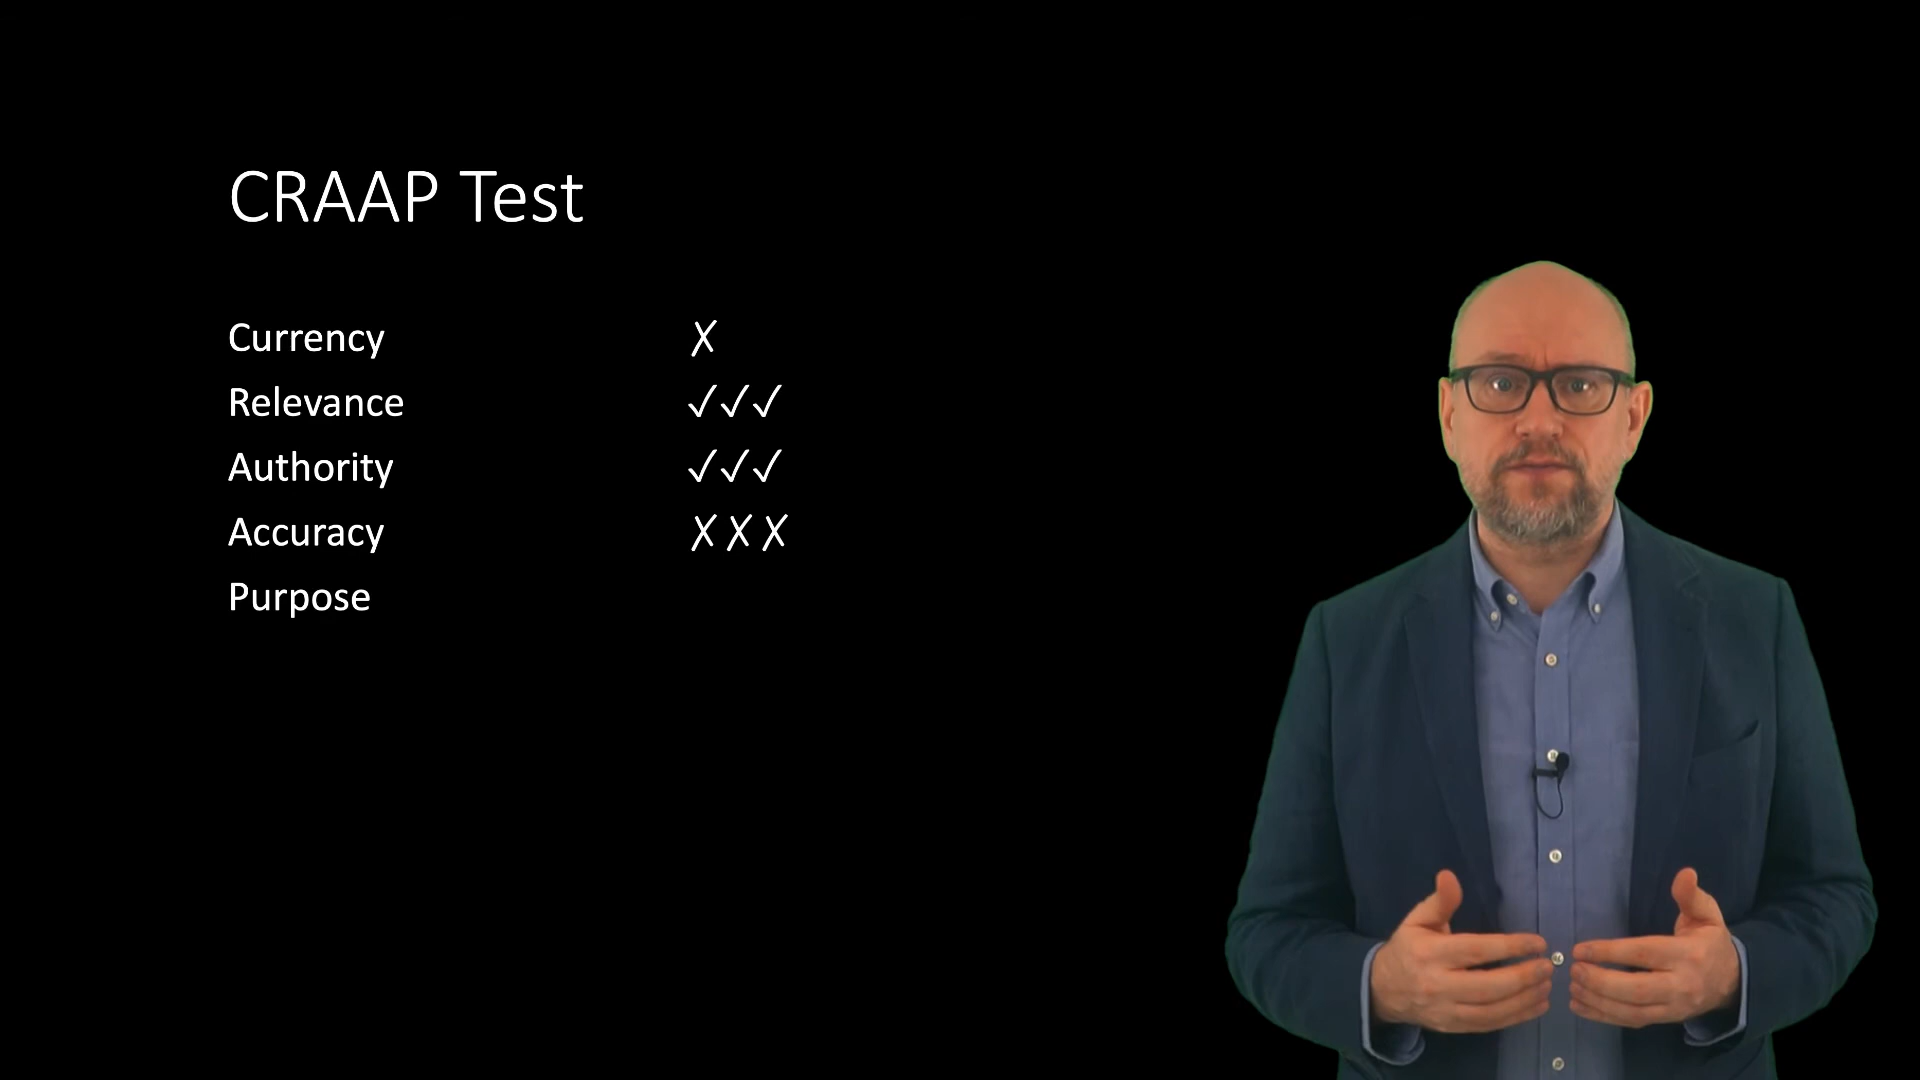 CRAAP Test
Currency ✗
Relevance ✓✓✓
Authority ✓✓✓
Accuracy ✗✗✗
Purpose